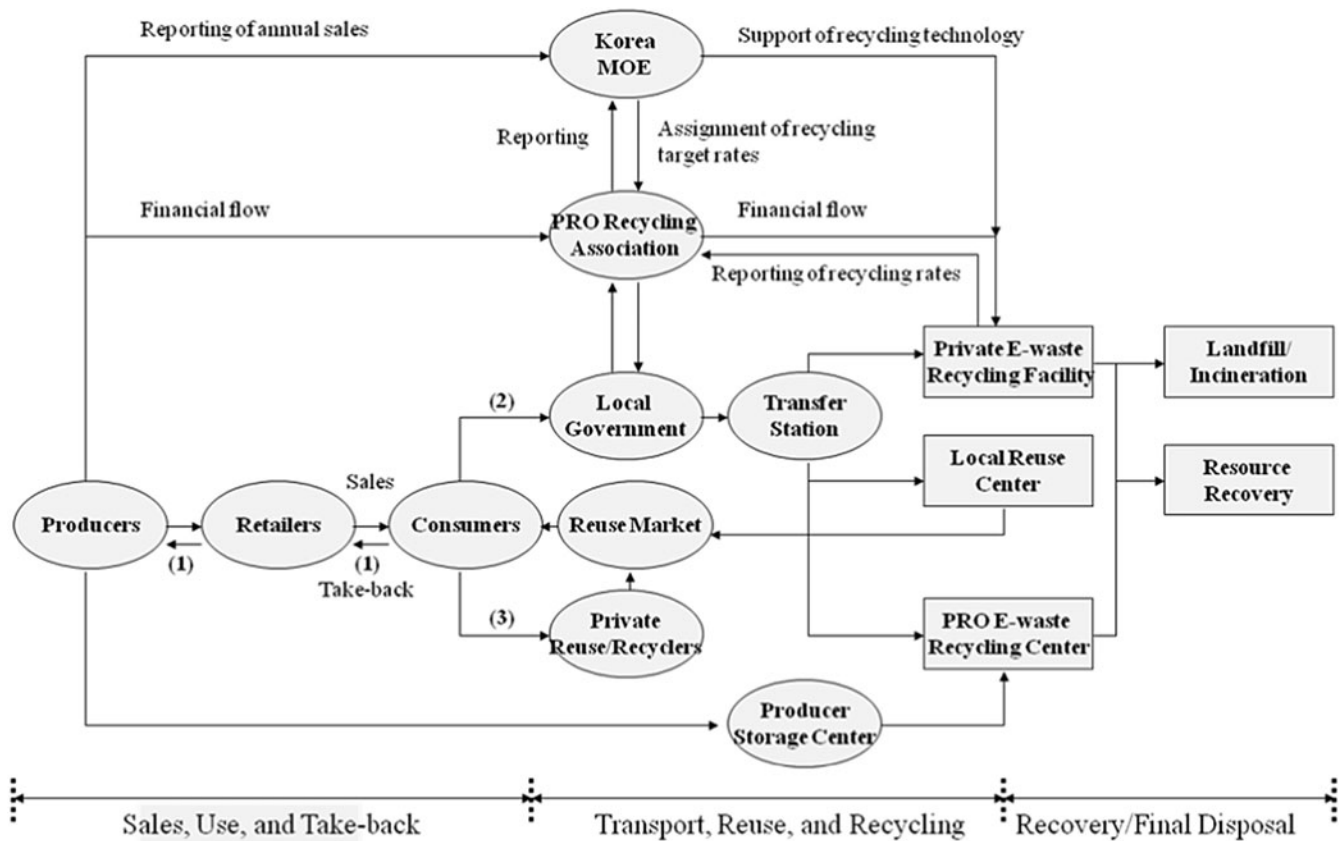 Reporting of annual sales
Korea
MOE
Support of recycling technology
Reporting
Assignment of recycling
target rates
Financial flow
PRO Recycling
Association
Financial flow
Reporting of recycling rates
Private E-waste
Recycling Facility
Landfill/
Incineration
(2)
Local
Government
Transfer
Station
Local Reuse
Center
Resource
Recovery
Sales
Producers
Retailers
Consumers
Reuse Market
(1)
(1)
Take-back
(3)
Private
Reuse/Recyclers
PRO E-waste
Recycling Center
Producer
Storage Center
Sales, Use, and Take-back
Transport, Reuse, and Recycling
Recovery/Final Disposal